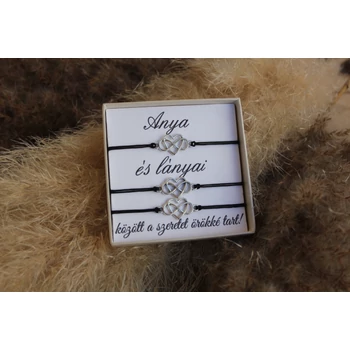 Anya
és lányai
között a szeretet örökké tart!